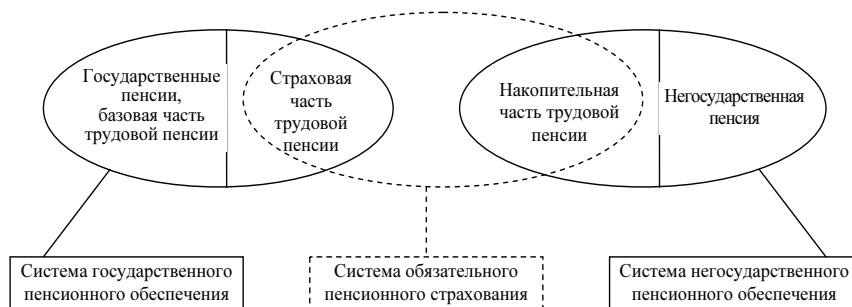 Государственные
пенсии,
базовая часть
трудовой пенсии
Страховая
часть
трудовой
пенсии
Накопительная
часть трудовой
пенсии
Негосударственная
пенсия
Система государственного
пенсионного обеспечения
Система обязательного
пенсионного страхования
Система негосударственного
пенсионного обеспечения